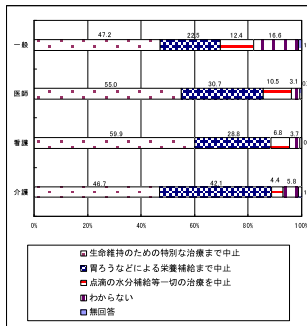 47.2 22.5 12.4 16.6
一般
55.0 30.7 10.5 3.1
医師
59.9 28.8 6.8 3.7
看護
46.7 42.1 4.4 5.8
介護
0% 20% 40% 60% 80% 100%
生命維持のための特別な治療まで中止
胃ろうなどによる栄養補給まで中止
点滴の水分補給等一切の治療を中止
わからない
無回答